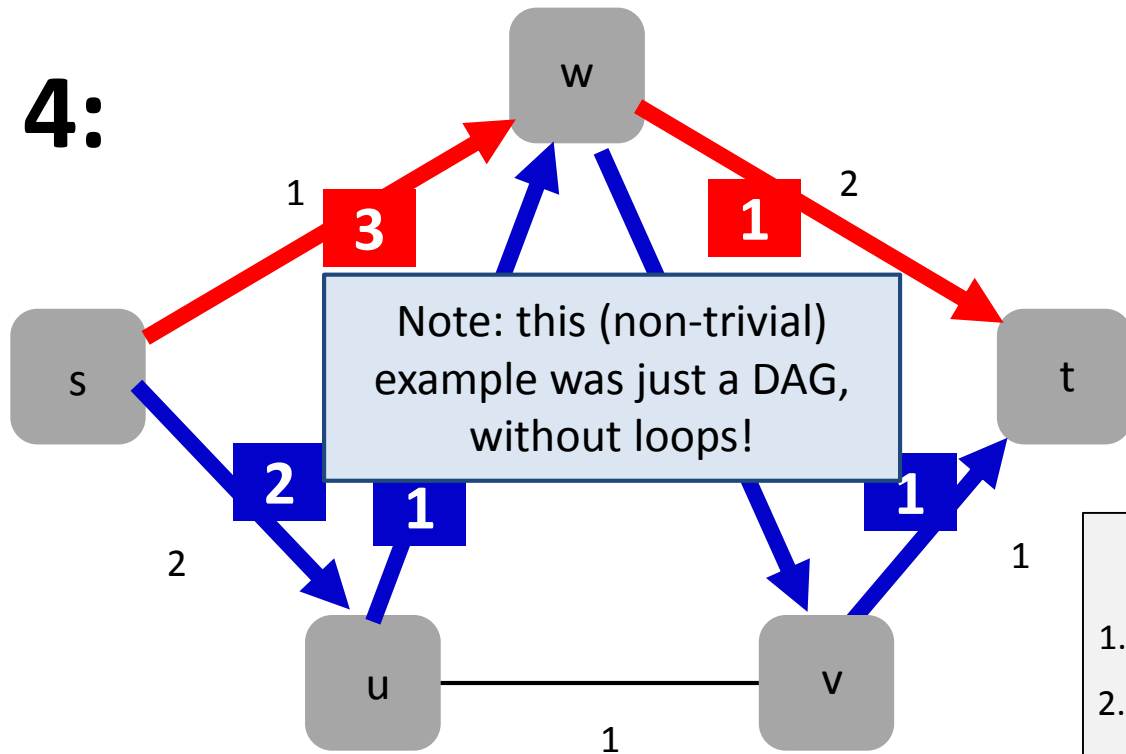 4:
w
1
2
3
1
Note: this (non-trivial)
example was just a DAG,
without loops!
s
t
2
1
1
2
1
u
v
1
1.
2.